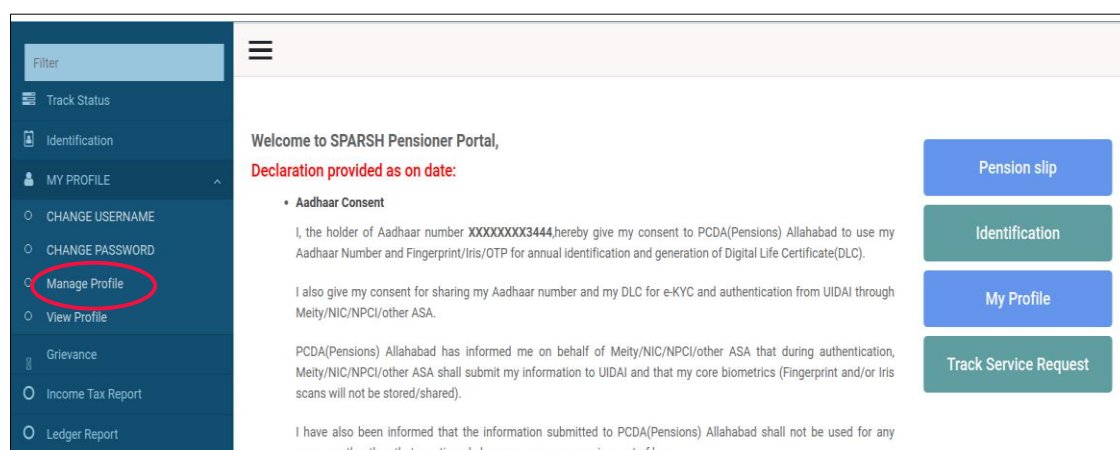 Filter
Track Status
Identification
MY PROFILE
CHANGE USERNAME
CHANGE PASSWORD
Manage Profile
View Profile
Grievance
Income Tax Report
Ledger Report
Welcome to SPARSH Pensioner Portal,
Declaration provided as on date:
• Aadhaar Consent
I, the holder of Aadhaar number XXXXXXXX3444,hereby give my consent to PCDA(Pensions) Allahabad to use my
Aadhaar Number and Fingerprint/Iris/OTP for annual identification and generation of Digital Life Certificate(DLC).
I also give my consent for sharing my Aadhaar number and my DLC for e-KYC and authentication from UIDAI through
Meity/NIC/NPCI/other ASA.
PCDA(Pensions) Allahabad has informed me on behalf of Meity/NIC/NPCI/other ASA that during authentication,
Meity/NIC/NPCI/other ASA shall submit my information to UIDAI and that my core biometrics (Fingerprint and/or Iris
scans will not be stored/shared).
I have also been informed that the information submitted to PCDA(Pensions) Allahabad shall not be used for any
Pension slip
Identification
My Profile
Track Service Request